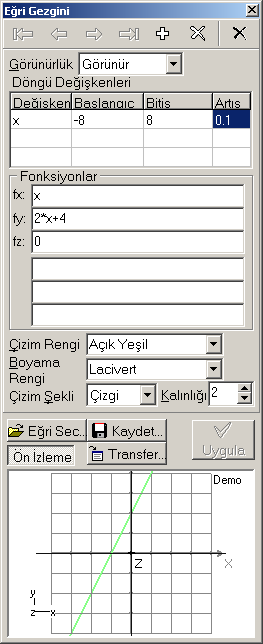 Eğri Gezgini
Görünürlük Görünür
Döngü Değişkenleri
Değişken Başlangıç Bitiş Artış
x -8 8 0.1
Fonksiyonlar
fx: x
fy: 2*x+4
fz: 0
Çizim Rengi Açık Yeşil
Boyama Rengi Lacivert
Çizim Şekli Çizgi Kalınlığı 2
Eğri Seç.. Kaydet... Uygula
Ön İzleme Transfer...
Demo
Z X
y
z x